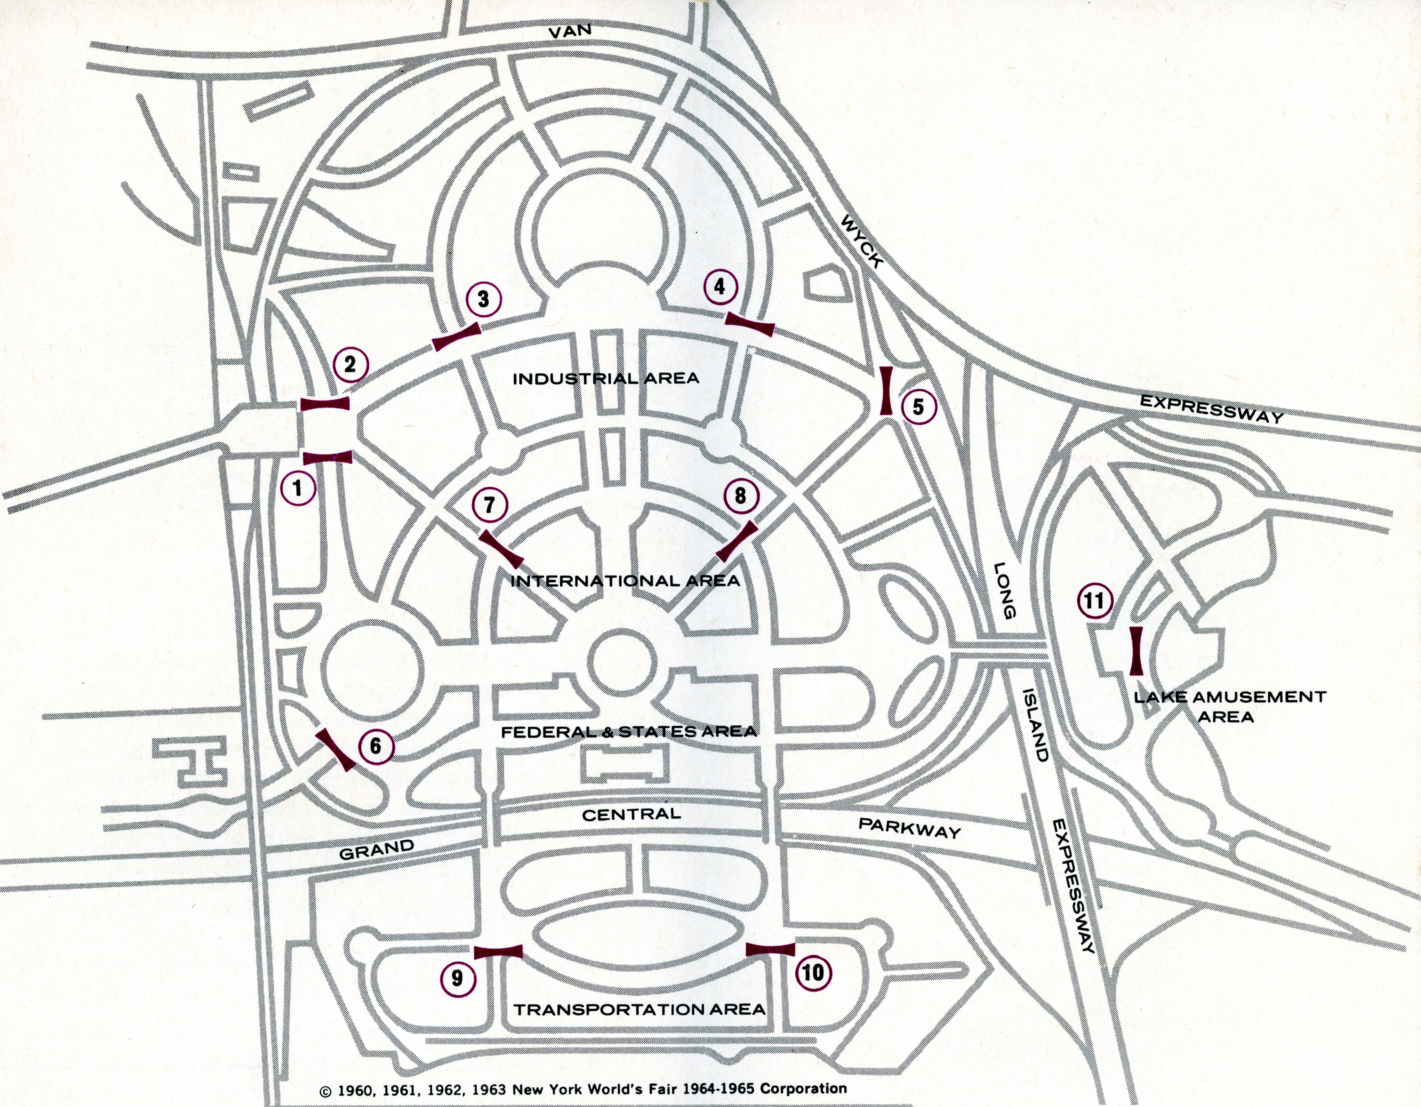 VAN
WYCK
4
3
2
INDUSTRIAL AREA
5
EXPRESSWAY
1
7
8
INTERNATIONAL AREA
LONG
11
LAKE AMUSEMENT
AREA
ISLAND
FEDERAL & STATES AREA
6
CENTRAL
PARKWAY
GRAND
EXPRESSWAY
9
10
TRANSPORTATION AREA
© 1960, 1961, 1962, 1963 New York World's Fair 1964-1965 Corporation